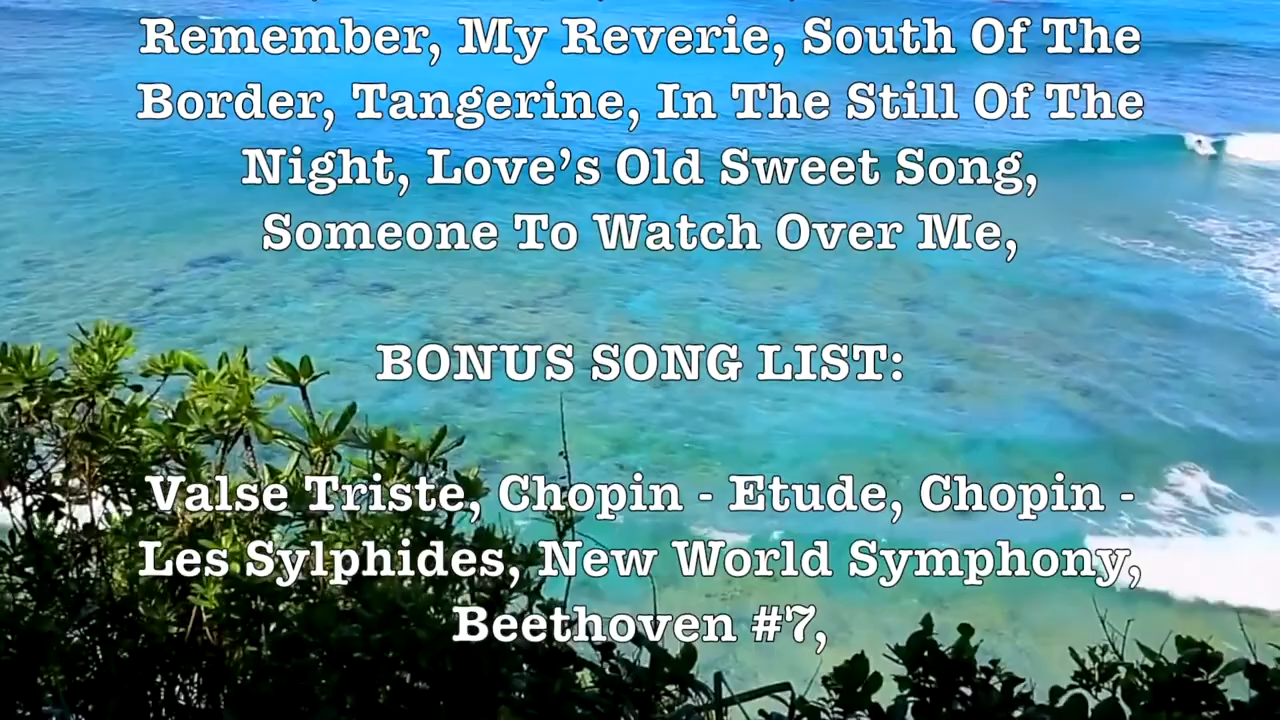 Remember, My Reverie, South Of The
Border, Tangerine, In The Still Of The
Night, Love’s Old Sweet Song,
Someone To Watch Over Me,
BONUS SONG LIST:
Valse Triste, Chopin - Etude, Chopin -
Les Sylphides, New World Symphony,
Beethoven #7,